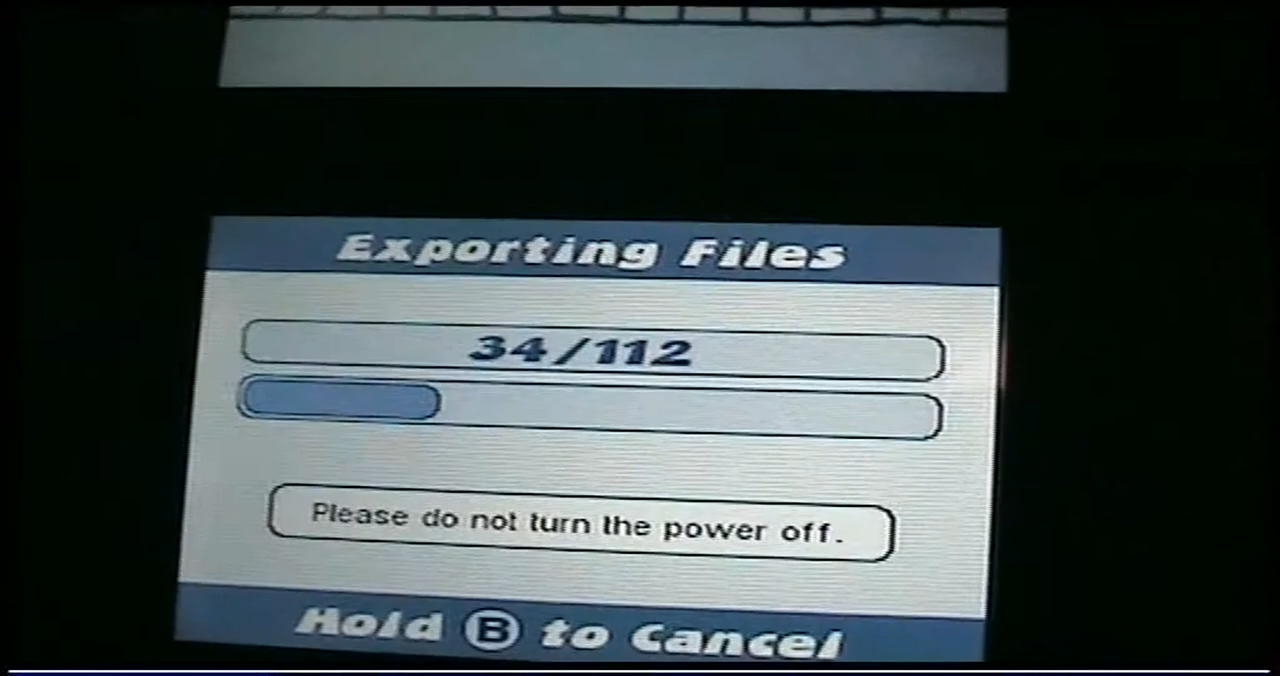 Exporting Files
34/112
Please do not turn the power off.
Hold B to Cancel